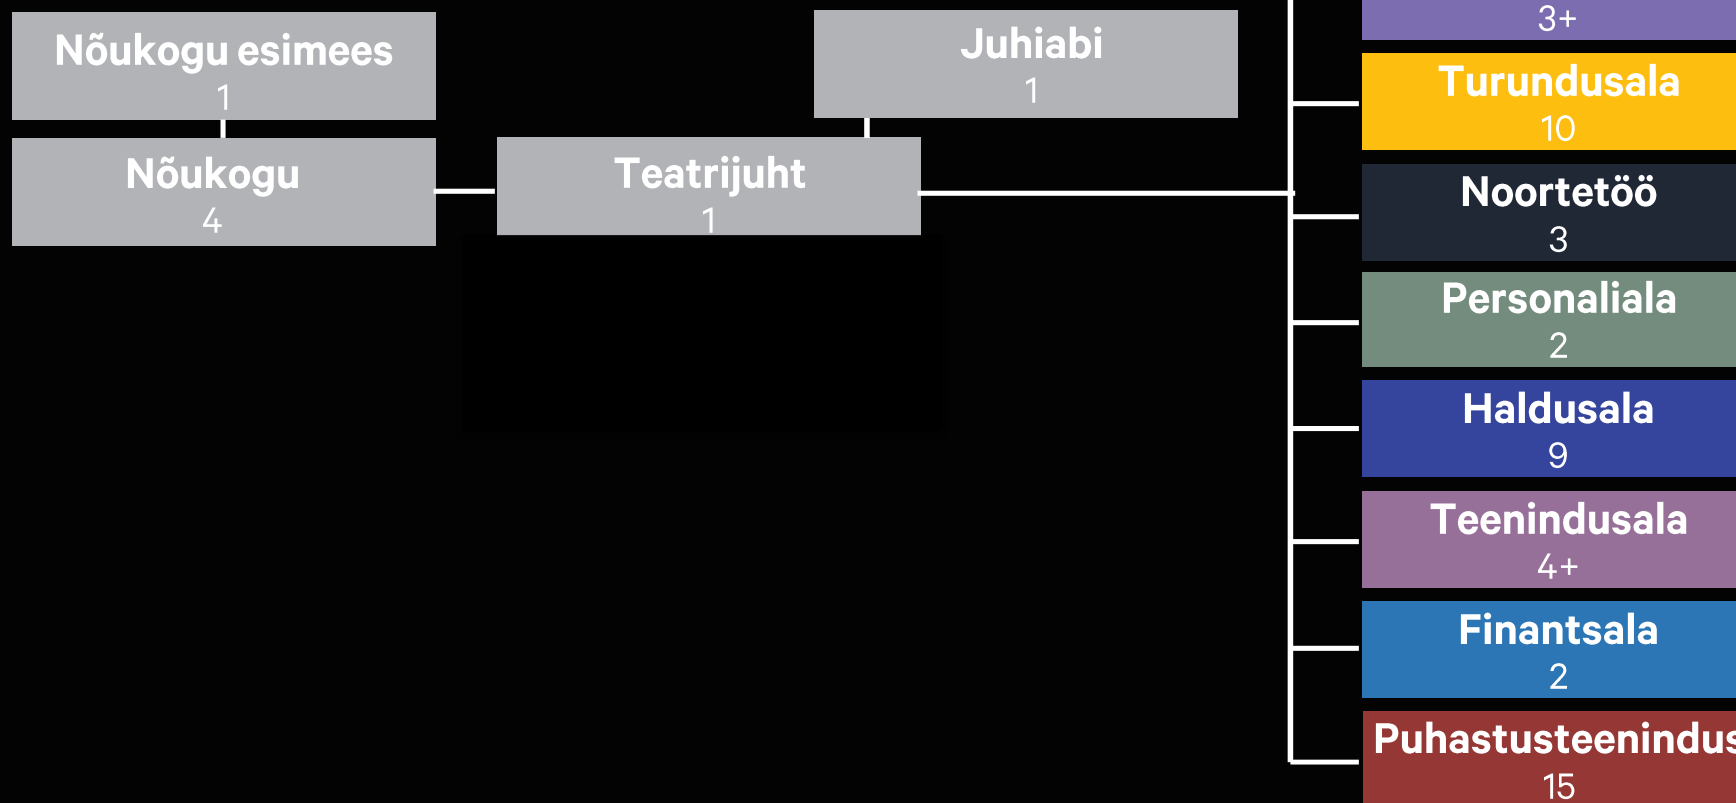 Nõukogu esimees
1
Nõukogu
4
Teatrijuht
1
Juhiabi
1
3+
Turundusala
10
Noortetöö
3
Personaliala
2
Haldusala
9
Teenindusala
4+
Finantsala
2
Puhastusteenindus
15